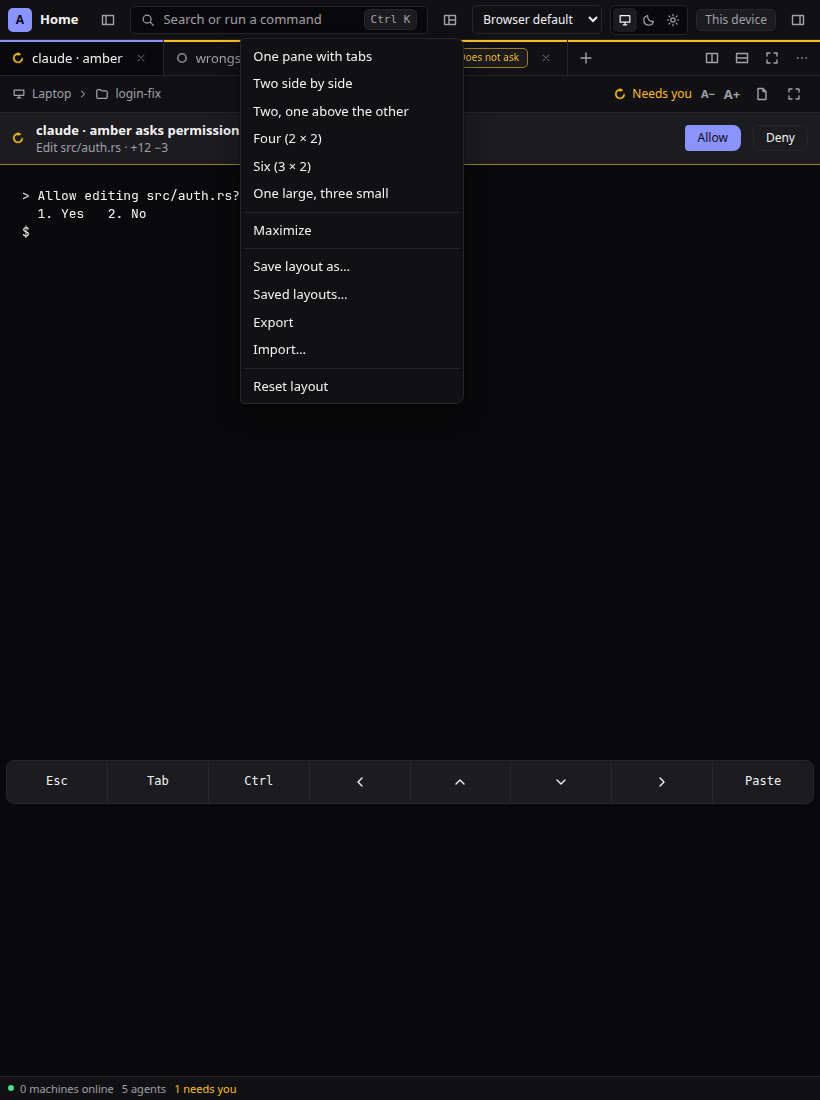 A Home Search or run a command Ctrl K Browser default This device
claude · amber wrongs oes not ask
Laptop login-fix Needs you A− A+
claude · amber asks permission
Edit src/auth.rs · +12 −3
Allow Deny
> Allow editing src/auth.rs?
1. Yes 2. No
$
One pane with tabs
Two side by side
Two, one above the other
Four (2 × 2)
Six (3 × 2)
One large, three small
Maximize
Save layout as...
Saved layouts...
Export
Import...
Reset layout
Esc Tab Ctrl Paste
0 machines online 5 agents 1 needs you